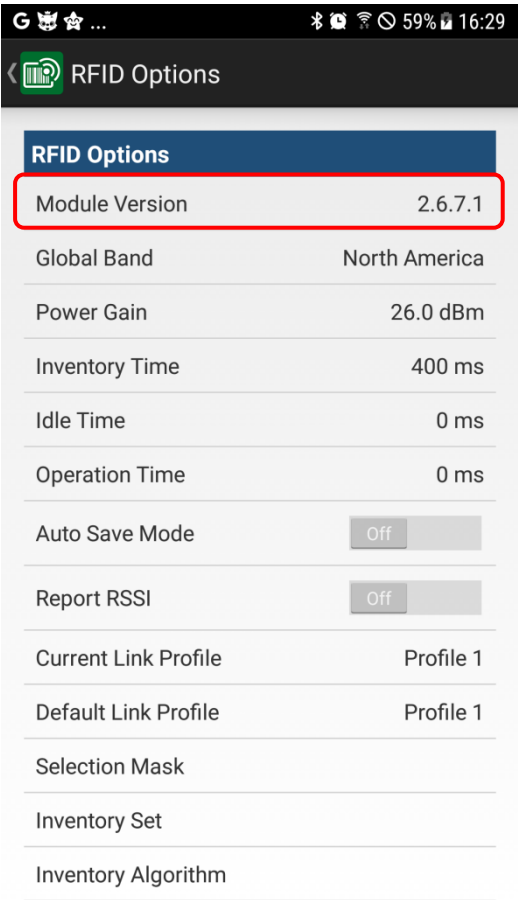 G ... 59% 16:29
RFID Options
RFID Options
Module Version 2.6.7.1
Global Band North America
Power Gain 26.0 dBm
Inventory Time 400 ms
Idle Time 0 ms
Operation Time 0 ms
Auto Save Mode Off
Report RSSI Off
Current Link Profile Profile 1
Default Link Profile Profile 1
Selection Mask
Inventory Set
Inventory Algorithm